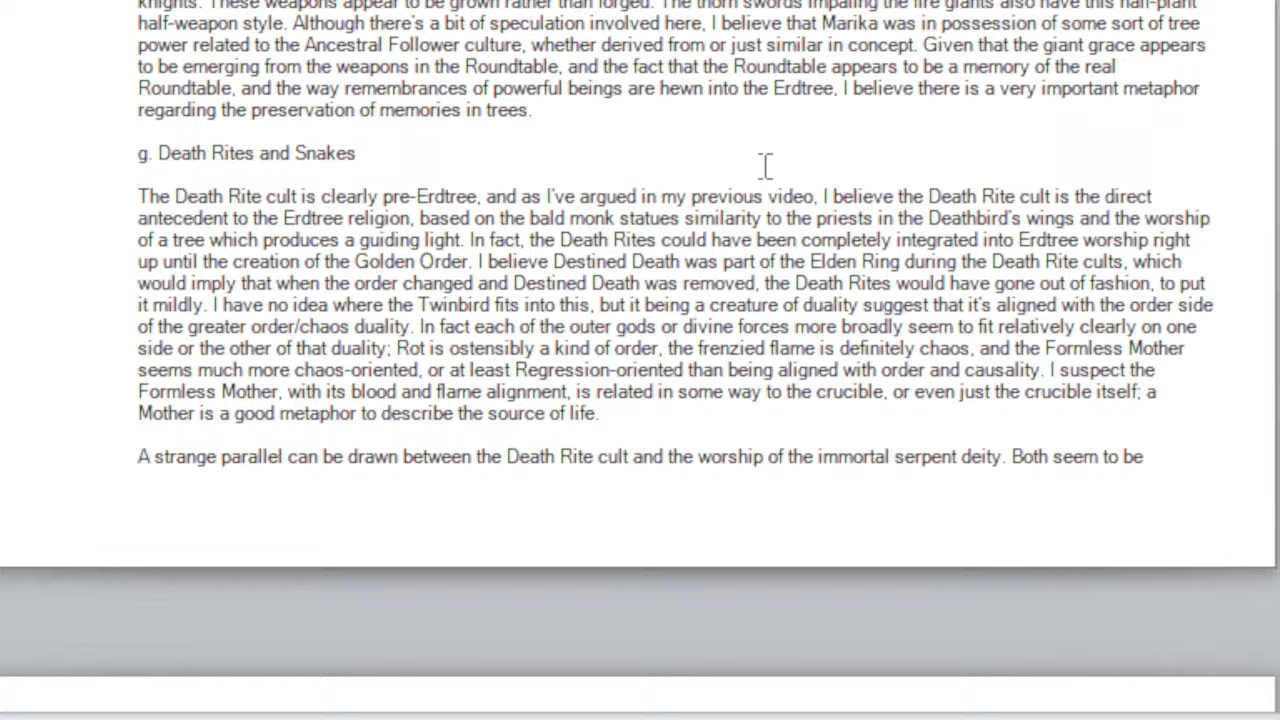 knights. These weapons appear to be grown rather than forged. The thorn swords impaling the fire giants also have this half-plant
half-weapon style. Although there's a bit of speculation involved here, I believe that Marika was in possession of some sort of tree
power related to the Ancestral Follower culture, whether derived from or just similar in concept. Given that the giant grace appears
to be emerging from the weapons in the Roundtable, and the fact that the Roundtable appears to be a memory of the real
Roundtable, and the way remembrances of powerful beings are hewn into the Erdtree, I believe there is a very important metaphor
regarding the preservation of memories in trees.
g. Death Rites and Snakes
The Death Rite cult is clearly pre-Erdtree, and as I've argued in my previous video, I believe the Death Rite cult is the direct
antecedent to the Erdtree religion, based on the bald monk statues similarity to the priests in the Deathbird's wings and the worship
of a tree which produces a guiding light. In fact, the Death Rites could have been completely integrated into Erdtree worship right
up until the creation of the Golden Order. I believe Destined Death was part of the Elden Ring during the Death Rite cults, which
would imply that when the order changed and Destined Death was removed, the Death Rites would have gone out of fashion, to put
it mildly. I have no idea where the Twinbird fits into this, but it being a creature of duality suggest that it's aligned with the order side
of the greater order/chaos duality. In fact each of the outer gods or divine forces more broadly seem to fit relatively clearly on one
side or the other of that duality; Rot is ostensibly a kind of order, the frenzied flame is definitely chaos, and the Formless Mother
seems much more chaos-oriented, or at least Regression-oriented than being aligned with order and causality. I suspect the
Formless Mother, with its blood and flame alignment, is related in some way to the crucible, or even just the crucible itself; a
Mother is a good metaphor to describe the source of life.
A strange parallel can be drawn between the Death Rite cult and the worship of the immortal serpent deity. Both seem to be